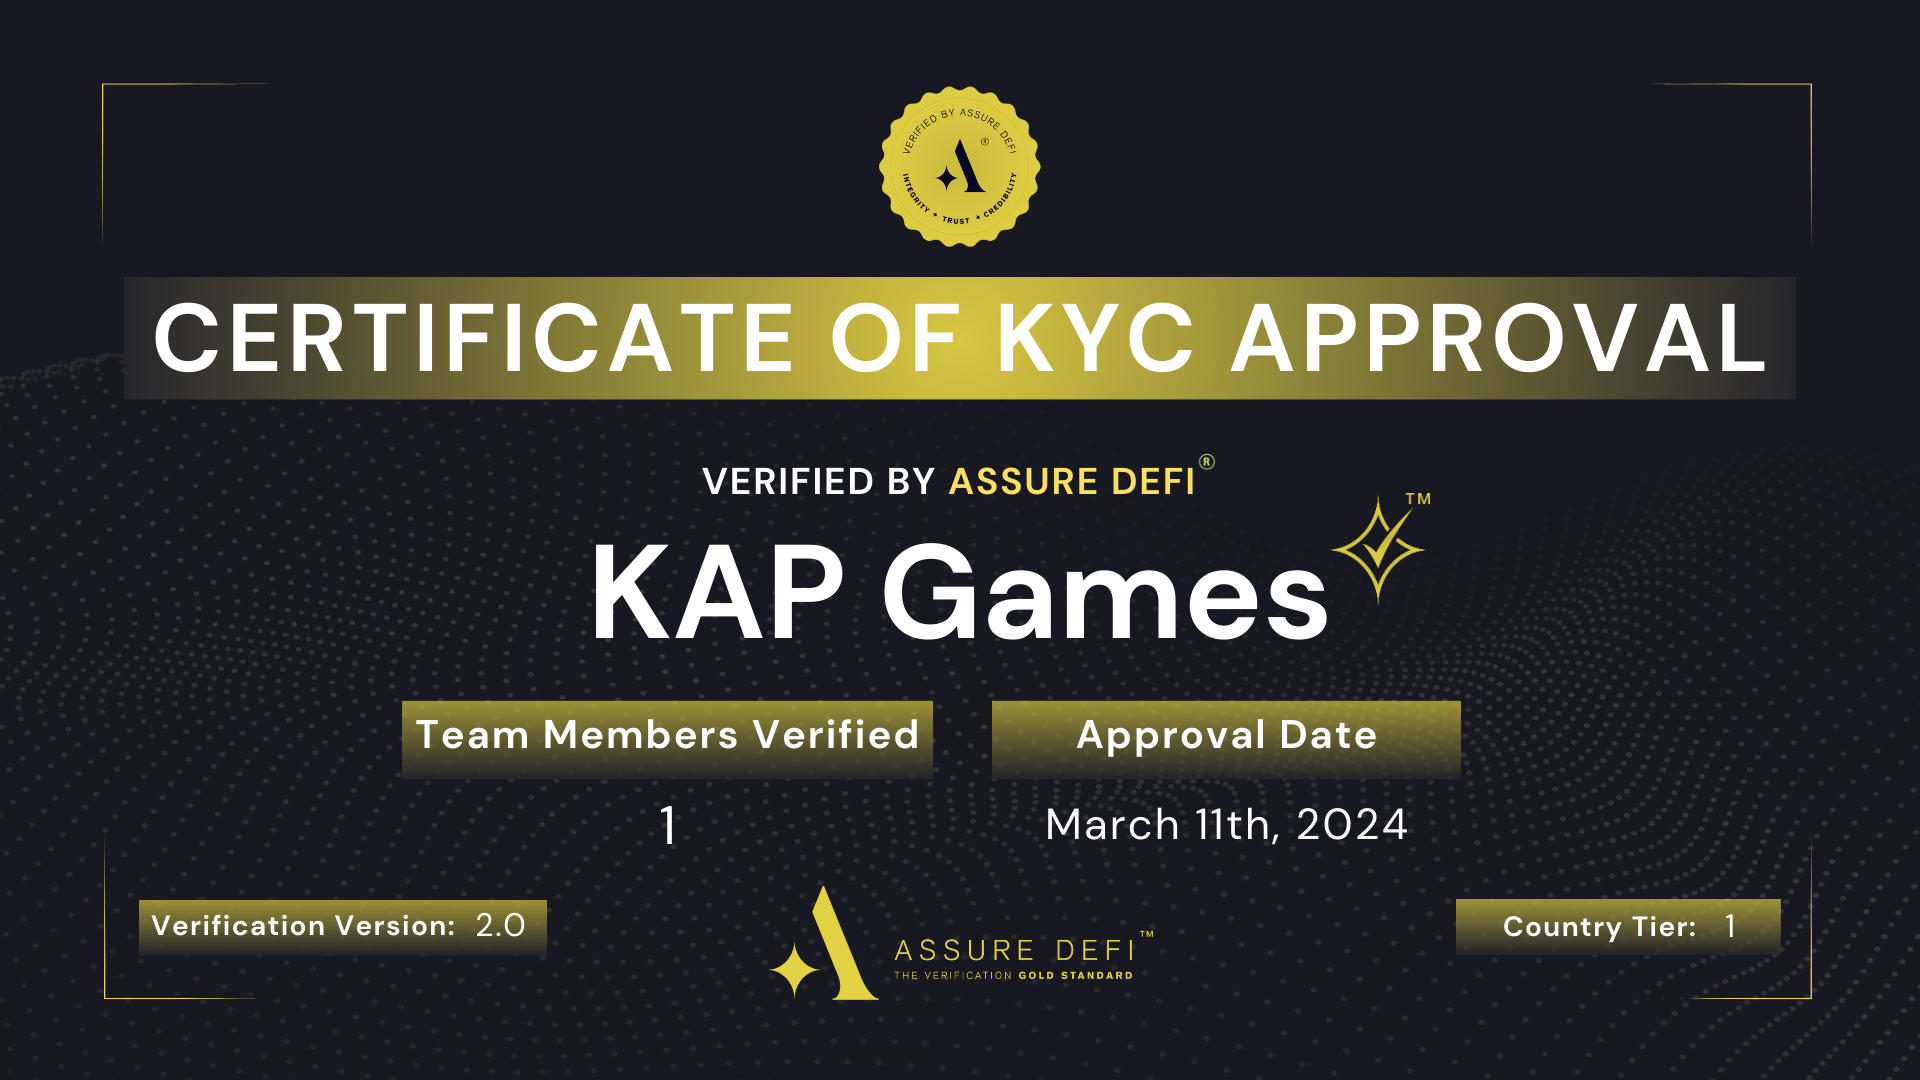 VERIFIED BY ASSURE DEFI
®
INTEGRITY ✦ TRUST ✦ CREDIBILITY
CERTIFICATE OF KYC APPROVAL
VERIFIED BY ASSURE DEFI®
KAP Games™
Team Members Verified
1
Approval Date
March 11th, 2024
Verification Version: 2.0
ASSURE DEFI™
THE VERIFICATION GOLD STANDARD
Country Tier: 1